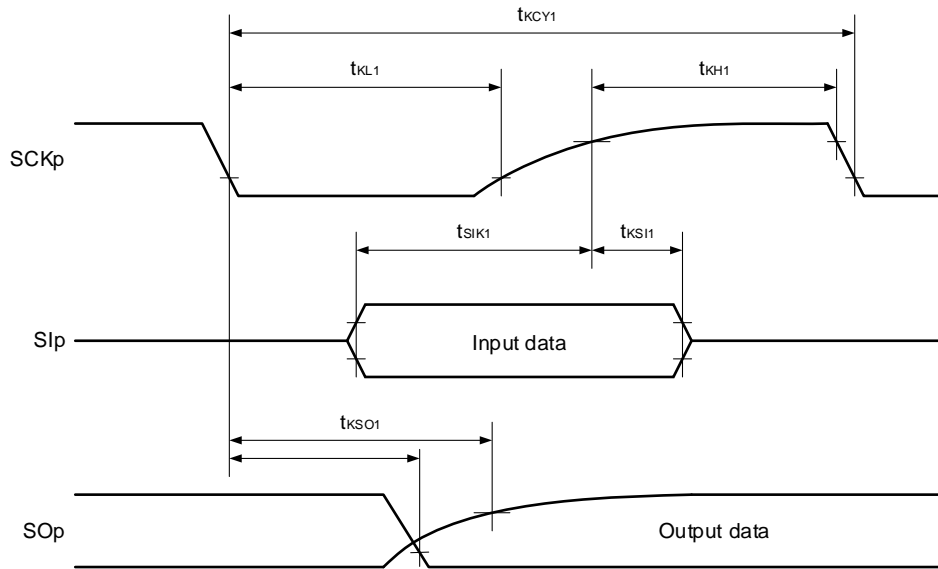 tKCY1
tKL1
tKH1
SCKp
tSIK1
tKSI1
SIp
Input data
tKSO1
SOp
Output data